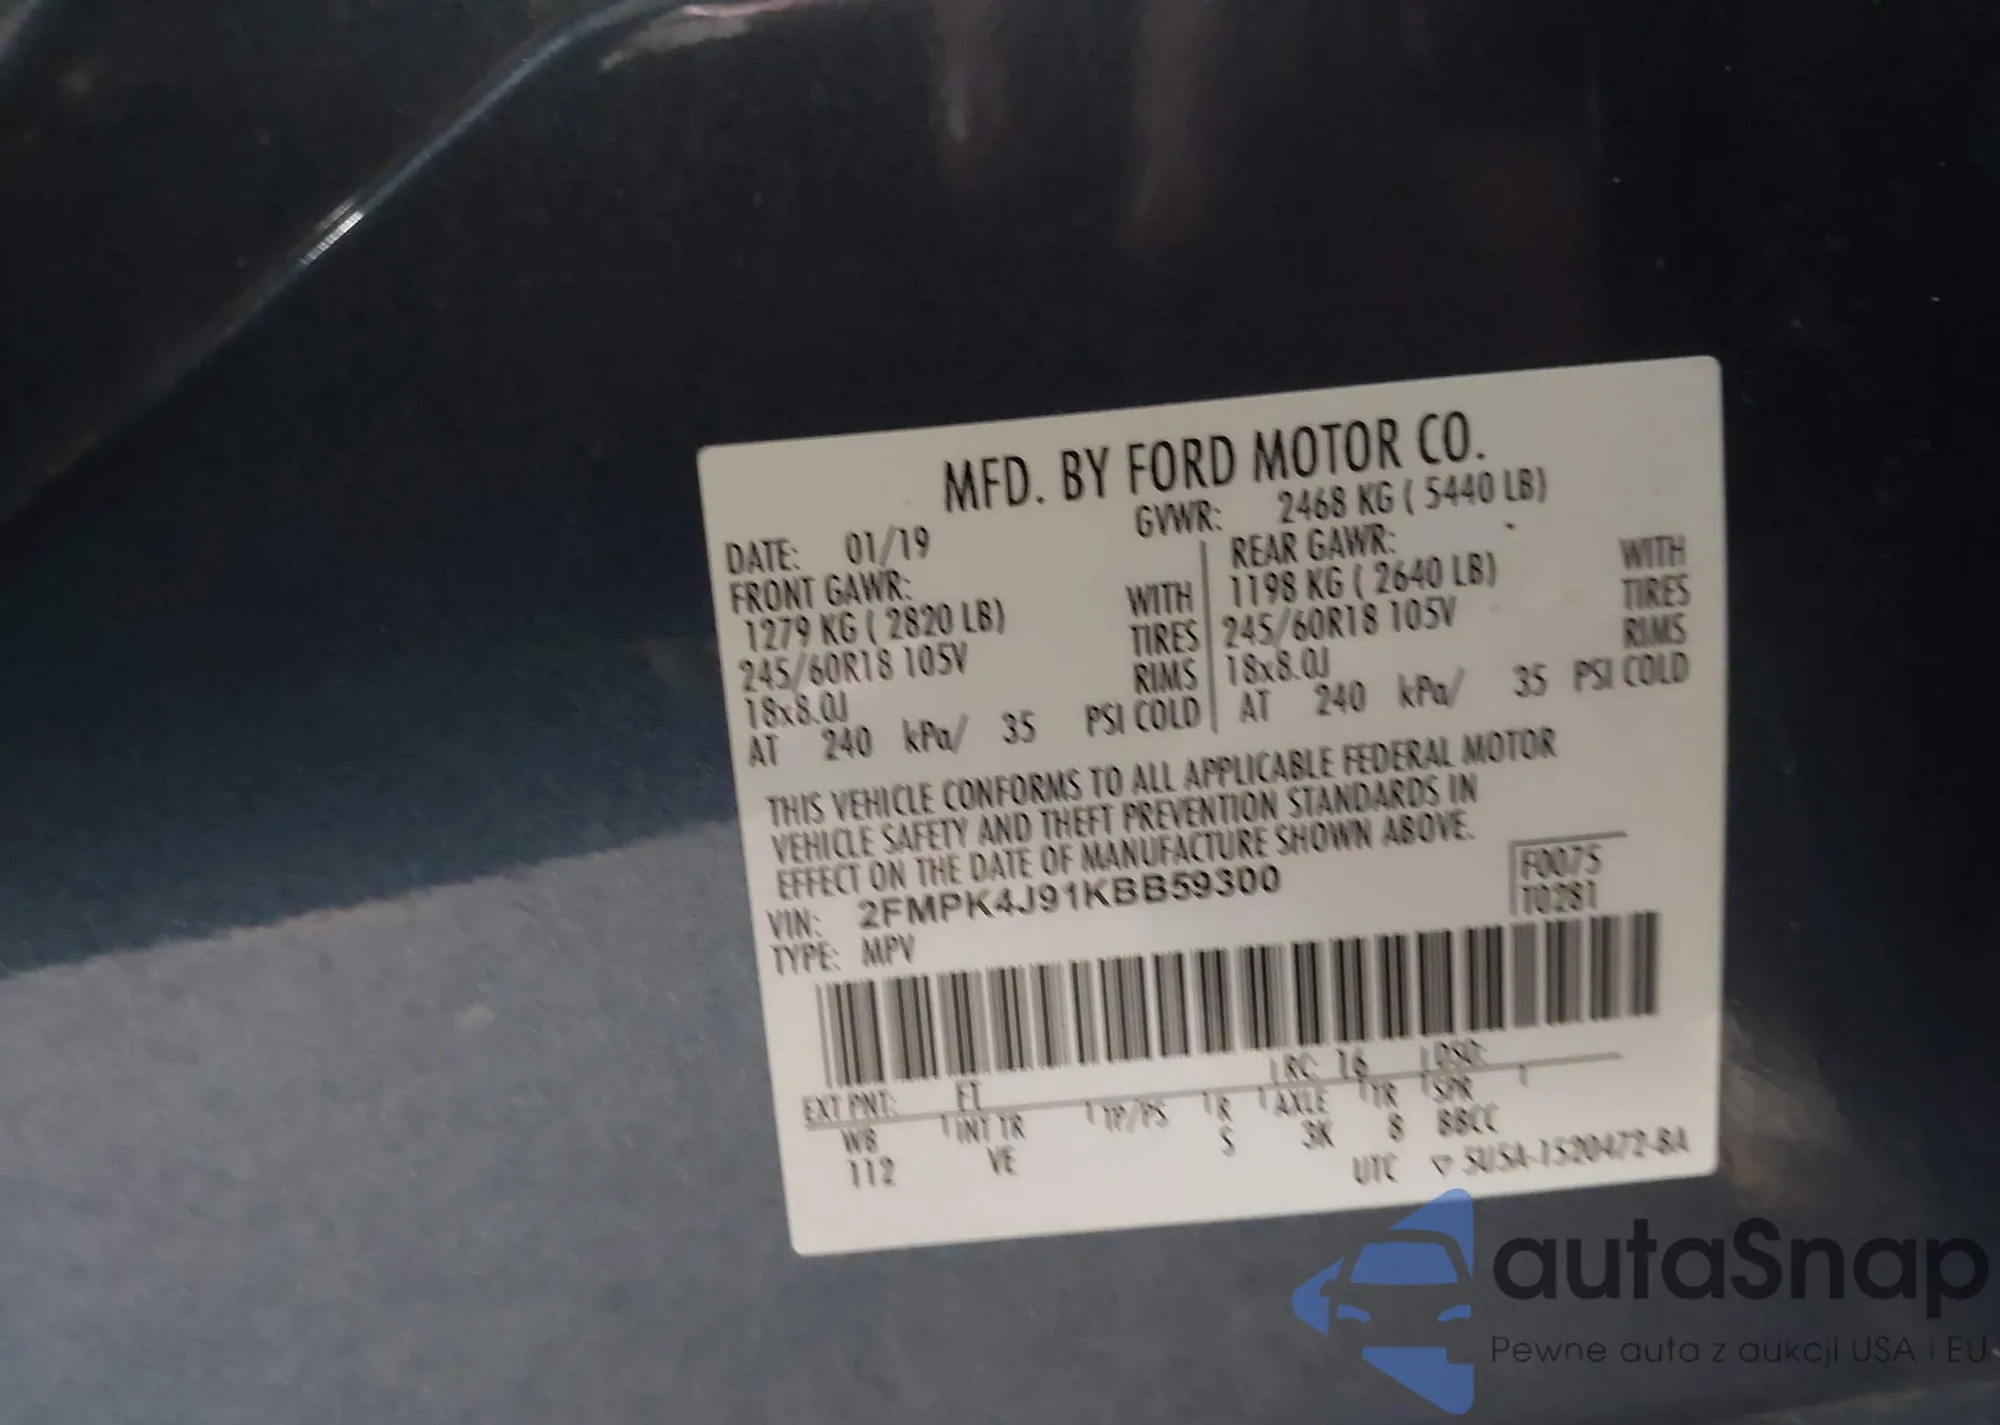 MFD. BY FORD MOTOR CO.
DATE: 01/19 GVWR: 2468 KG ( 5440 LB)
FRONT GAWR: REAR GAWR:
1279 KG ( 2820 LB) WITH 1198 KG ( 2640 LB) WITH
245/60R18 105V TIRES 245/60R18 105V TIRES
18x8.0J RIMS 18x8.0J RIMS
AT 240 kPa/ 35 PSI COLD AT 240 kPa/ 35 PSI COLD
THIS VEHICLE CONFORMS TO ALL APPLICABLE FEDERAL MOTOR
VEHICLE SAFETY AND THEFT PREVENTION STANDARDS IN
EFFECT ON THE DATE OF MANUFACTURE SHOWN ABOVE.
VIN: 2FMPK4J91KBB59300 F0075
TYPE: MPV T0281
EXT PNT: FT RC: 16 DSO:
WB INT TR TP/PS R AXLE TR SPR
112 VE S 3K 8 BBCC
UTC ▽ 5U5A-1520472-BA
autaSnap
Pewne auta z aukcji USA i EU